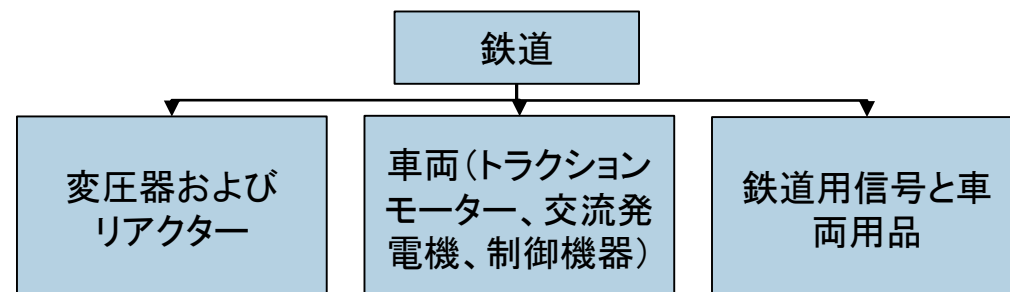 鉄道
変圧器および
リアクター
車両（トラクション
モーター、交流発
電機、制御機器）
鉄道用信号と車
両用品